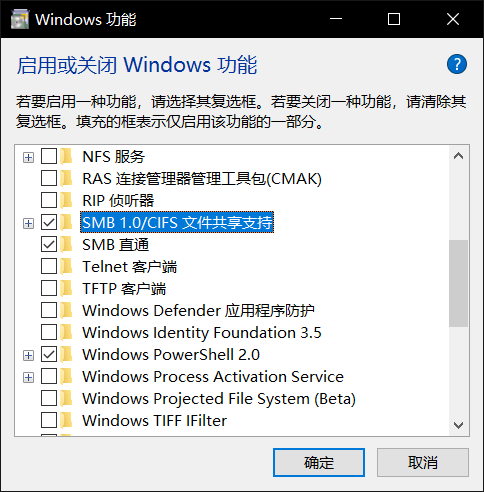 Windows 功能
启用或关闭 Windows 功能
?
若要启用一种功能，请选择其复选框。若要关闭一种功能，请清除其
复选框。填充的框表示仅启用该功能的一部分。
NFS 服务
RAS 连接管理器管理工具包(CMAK)
RIP 侦听器
SMB 1.0/CIFS 文件共享支持
SMB 直通
Telnet 客户端
TFTP 客户端
Windows Defender 应用程序防护
Windows Identity Foundation 3.5
Windows PowerShell 2.0
Windows Process Activation Service
Windows Projected File System (Beta)
Windows TIFF IFilter
确定
取消